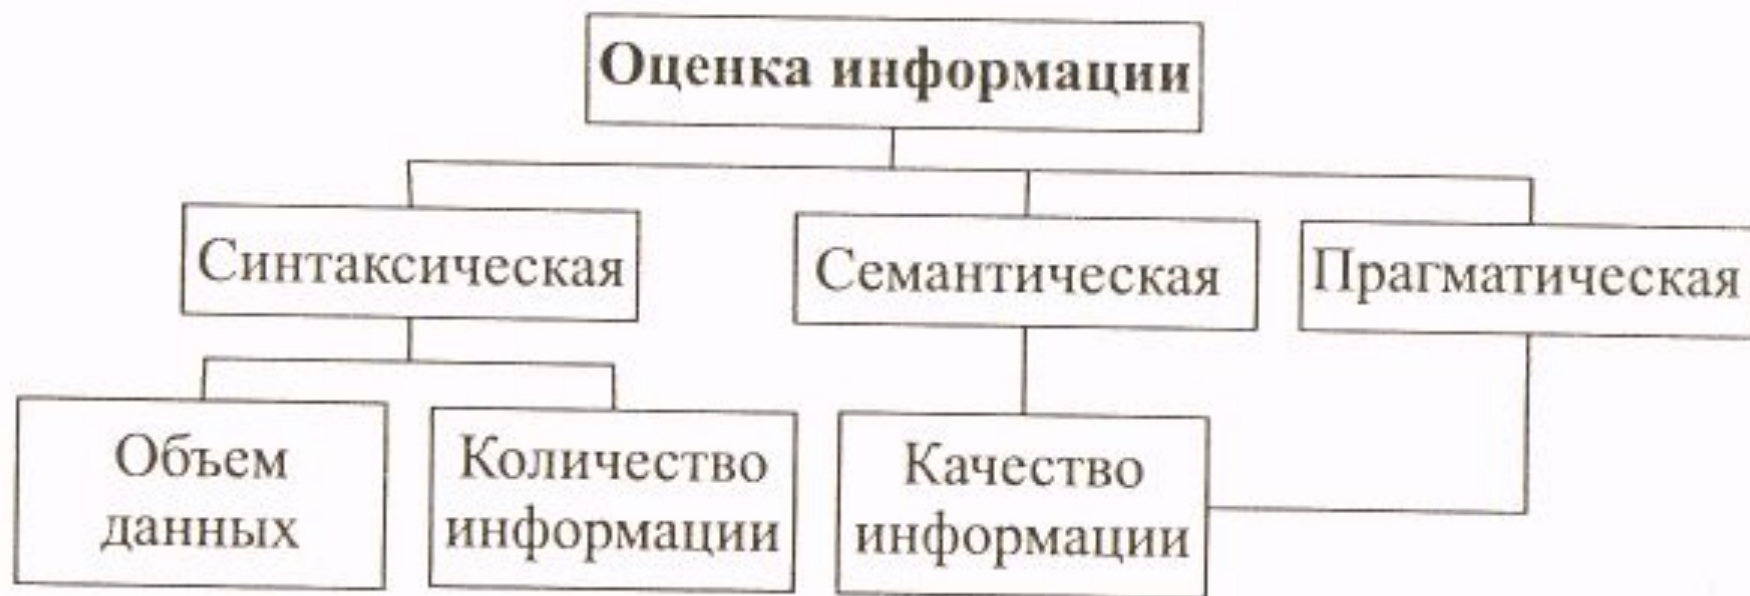 Оценка информации
Синтаксическая
Семантическая
Прагматическая
Объем
данных
Количество
информации
Качество
информации